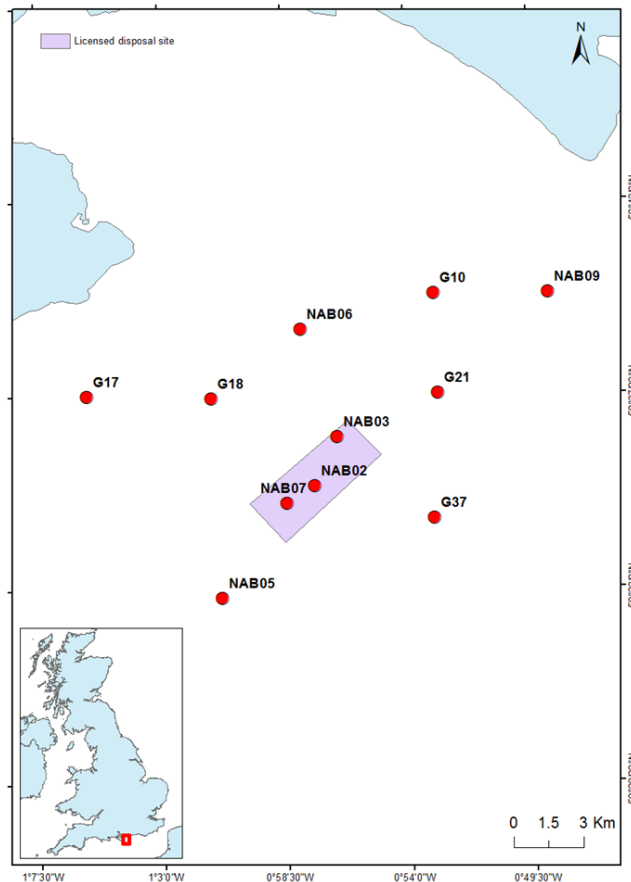 Licensed disposal site
N
G10
NAB09
NAB06
G21
G17
G18
NAB03
NAB02
NAB07
G37
NAB05
0 1.5 3 Km
1°7'30"W 1°3'0"W 0°58'30"W 0°54'0"W 0°49'30"W